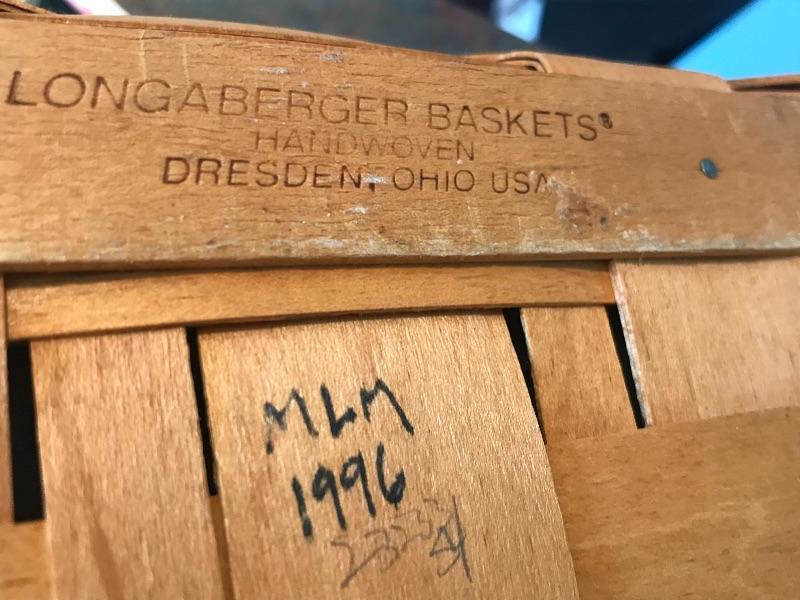 LONGABERGER BASKETS®
HANDWOVEN
DRESDEN, OHIO USA
MLM
1996